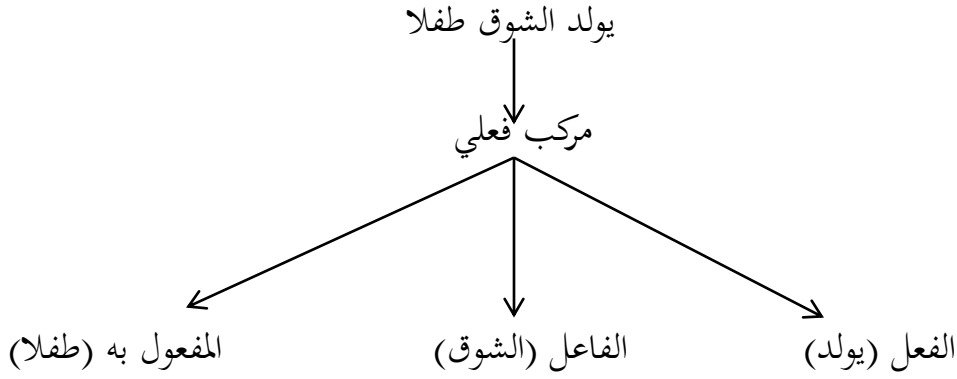 يولد الشوق طفلا
مركب فعلي
الفعل (يولد) الفاعل (الشوق) المفعول به (طفلا)